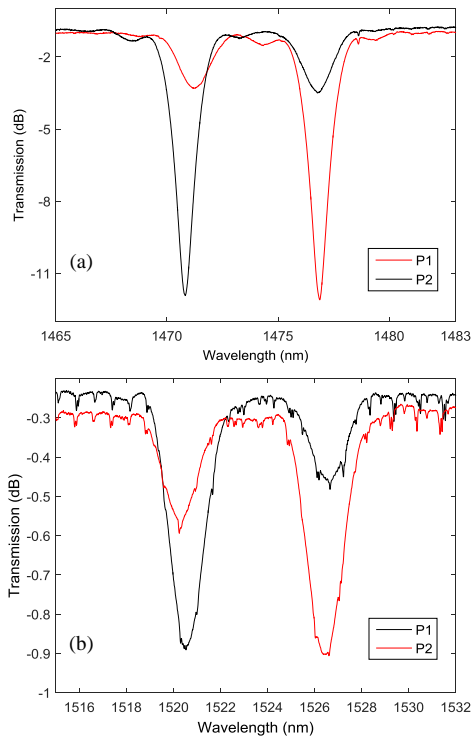 -2
-5
-8
-11
Transmission (dB)
(a)
P1
P2
1465
1470
1475
1480
1483
Wavelength (nm)
-0.3
-0.4
-0.5
-0.6
-0.7
-0.8
-0.9
-1
Transmission (dB)
(b)
P1
P2
1516
1518
1520
1522
1524
1526
1528
1530
1532
Wavelength (nm)